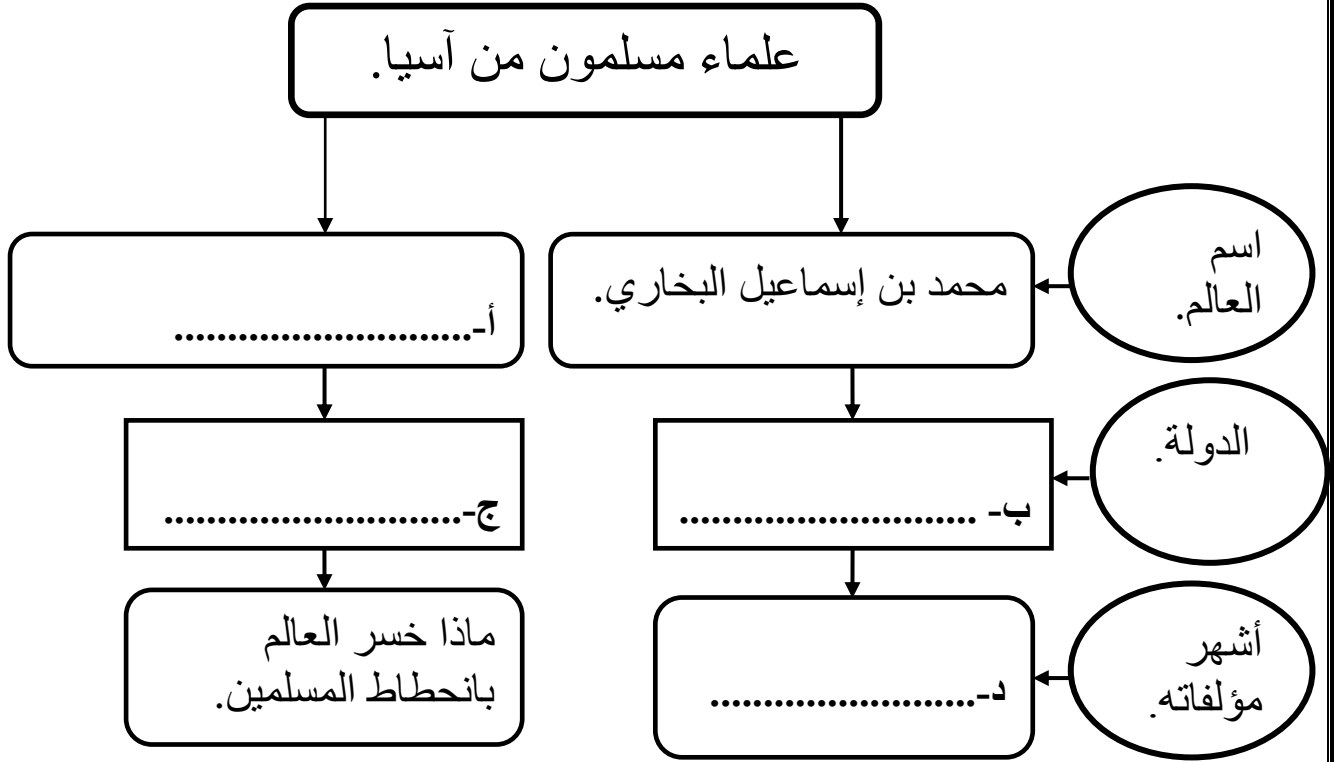 علماء مسلمون من آسيا.
اسم
العالم.
محمد بن إسماعيل البخاري.
أ-............................
الدولة.
ب- ............................
ج-............................
أشهر
مؤلفاته.
د-.........................
ماذا خسر العالم
بانحطاط المسلمين.